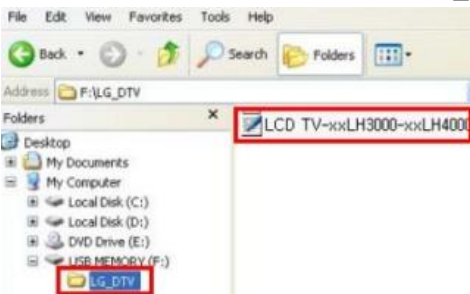 File Edit View Favorites Tools Help
Back Search Folders
Address F:\LG_DTV
Folders × LCD TV-xxLH3000-xxLH4000
Desktop
My Documents
My Computer
Local Disk (C:)
Local Disk (D:)
DVD Drive (E:)
USB MEMORY (F:)
LG_DTV